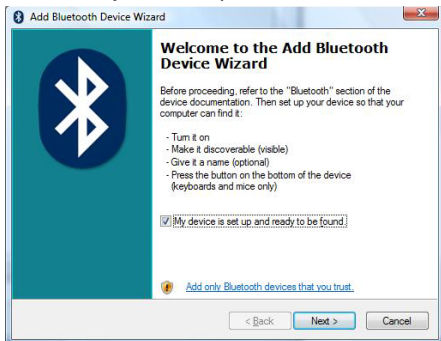 Add Bluetooth Device Wizard
Welcome to the Add Bluetooth
Device Wizard
Before proceeding, refer to the "Bluetooth" section of the
device documentation. Then set up your device so that your
computer can find it:
- Turn it on
- Make it discoverable (visible)
- Give it a name (optional)
- Press the button on the bottom of the device
(keyboards and mice only)
My device is set up and ready to be found.
Add only Bluetooth devices that you trust.
< Back Next > Cancel